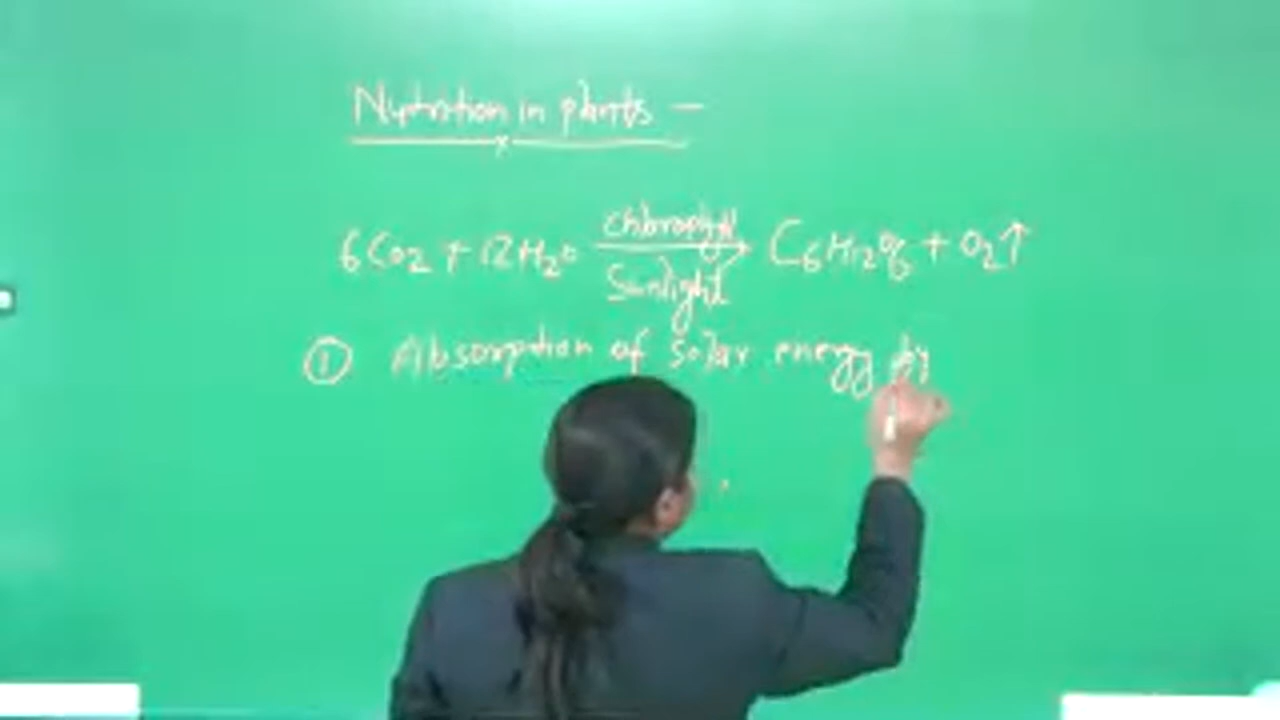 Nutrition in plants –
chlorophyll
6CO2 + 12H2O → C6H12O6 + O2↑
Sunlight
① Absorption of solar energy by